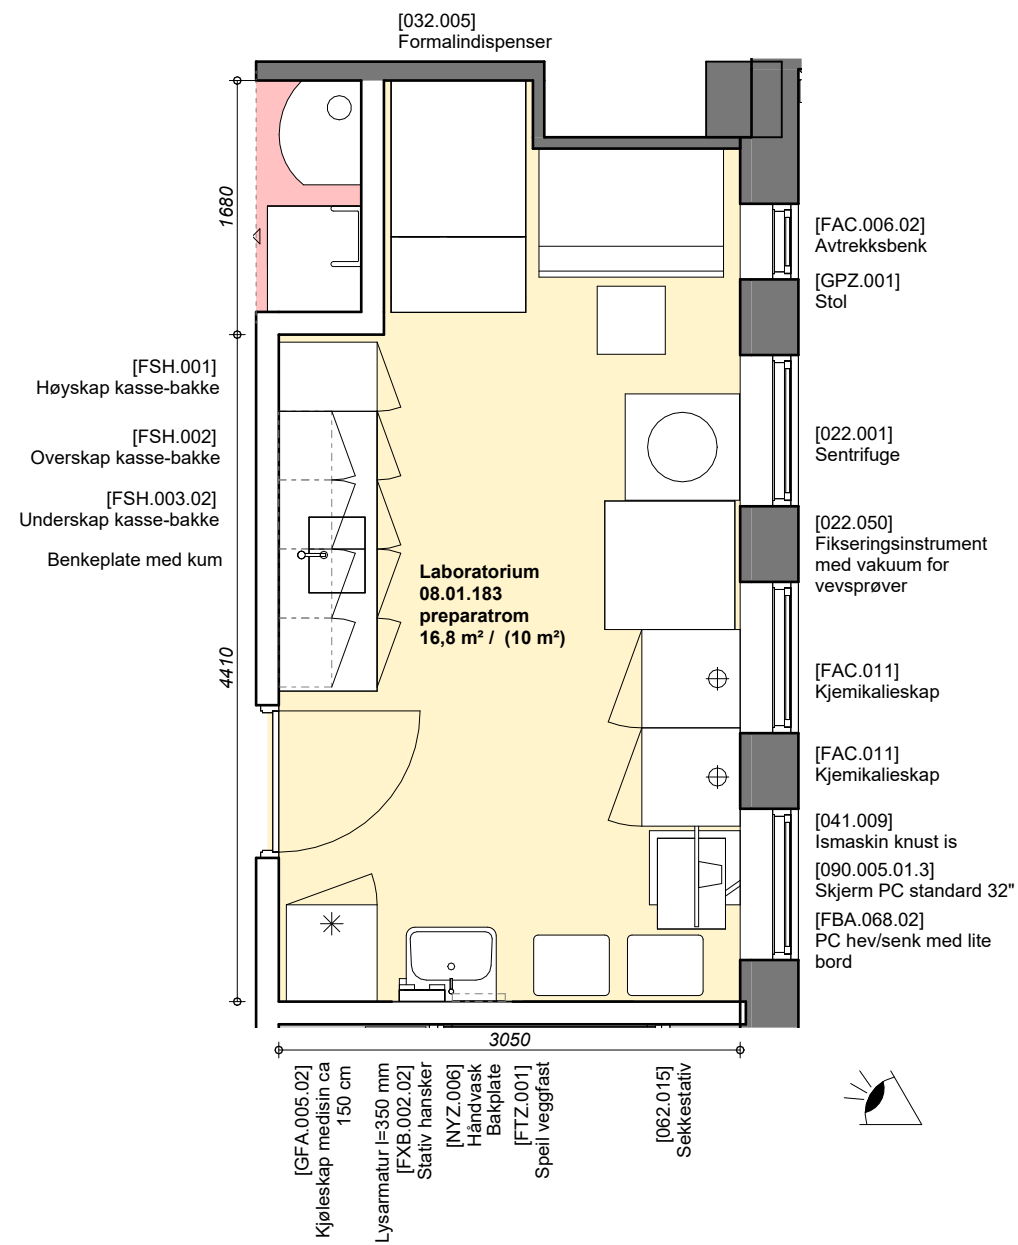 [032.005]
Formalindispenser
1680
[FAC.006.02]
Avtrekksbenk
[GPZ.001]
Stol
[FSH.001]
Høyskap kasse-bakke
[FSH.002]
Overskap kasse-bakke
[FSH.003.02]
Underskap kasse-bakke
Benkeplate med kum
[022.001]
Sentrifuge
[022.050]
Fikseringsinstrument
med vakuum for
vevsprøver
Laboratorium
08.01.183
preparatrom
16,8 m² / (10 m²)
4410
[FAC.011]
Kjemikalieskap
[FAC.011]
Kjemikalieskap
[041.009]
Ismaskin knust is
[090.005.01.3]
Skjerm PC standard 32"
[FBA.068.02]
PC hev/senk med lite
bord
3050
[GFA.005.02]
Kjøleskap medisin ca
150 cm
Lysarmatur l=350 mm
[FXB.002.02]
Stativ hansker
[NYZ.006]
Håndvask
Bakplate
[FTZ.001]
Speil veggfast
[062.015]
Sekkestativ